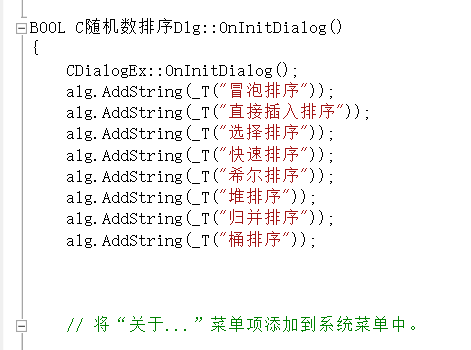 BOOL C随机数排序Dlg::OnInitDialog()
{
CDialogEx::OnInitDialog();
alg.AddString(_T("冒泡排序"));
alg.AddString(_T("直接插入排序"));
alg.AddString(_T("选择排序"));
alg.AddString(_T("快速排序"));
alg.AddString(_T("希尔排序"));
alg.AddString(_T("堆排序"));
alg.AddString(_T("归并排序"));
alg.AddString(_T("桶排序"));
// 将“关于...”菜单项添加到系统菜单中。